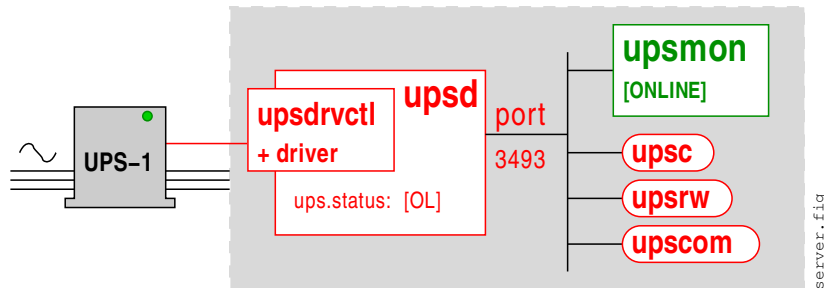 UPS–1
upsdrvctl
+ driver
upsd
ups.status: [OL]
port
3493
upsmon
[ONLINE]
upsc
upsrw
upscom
server.fig